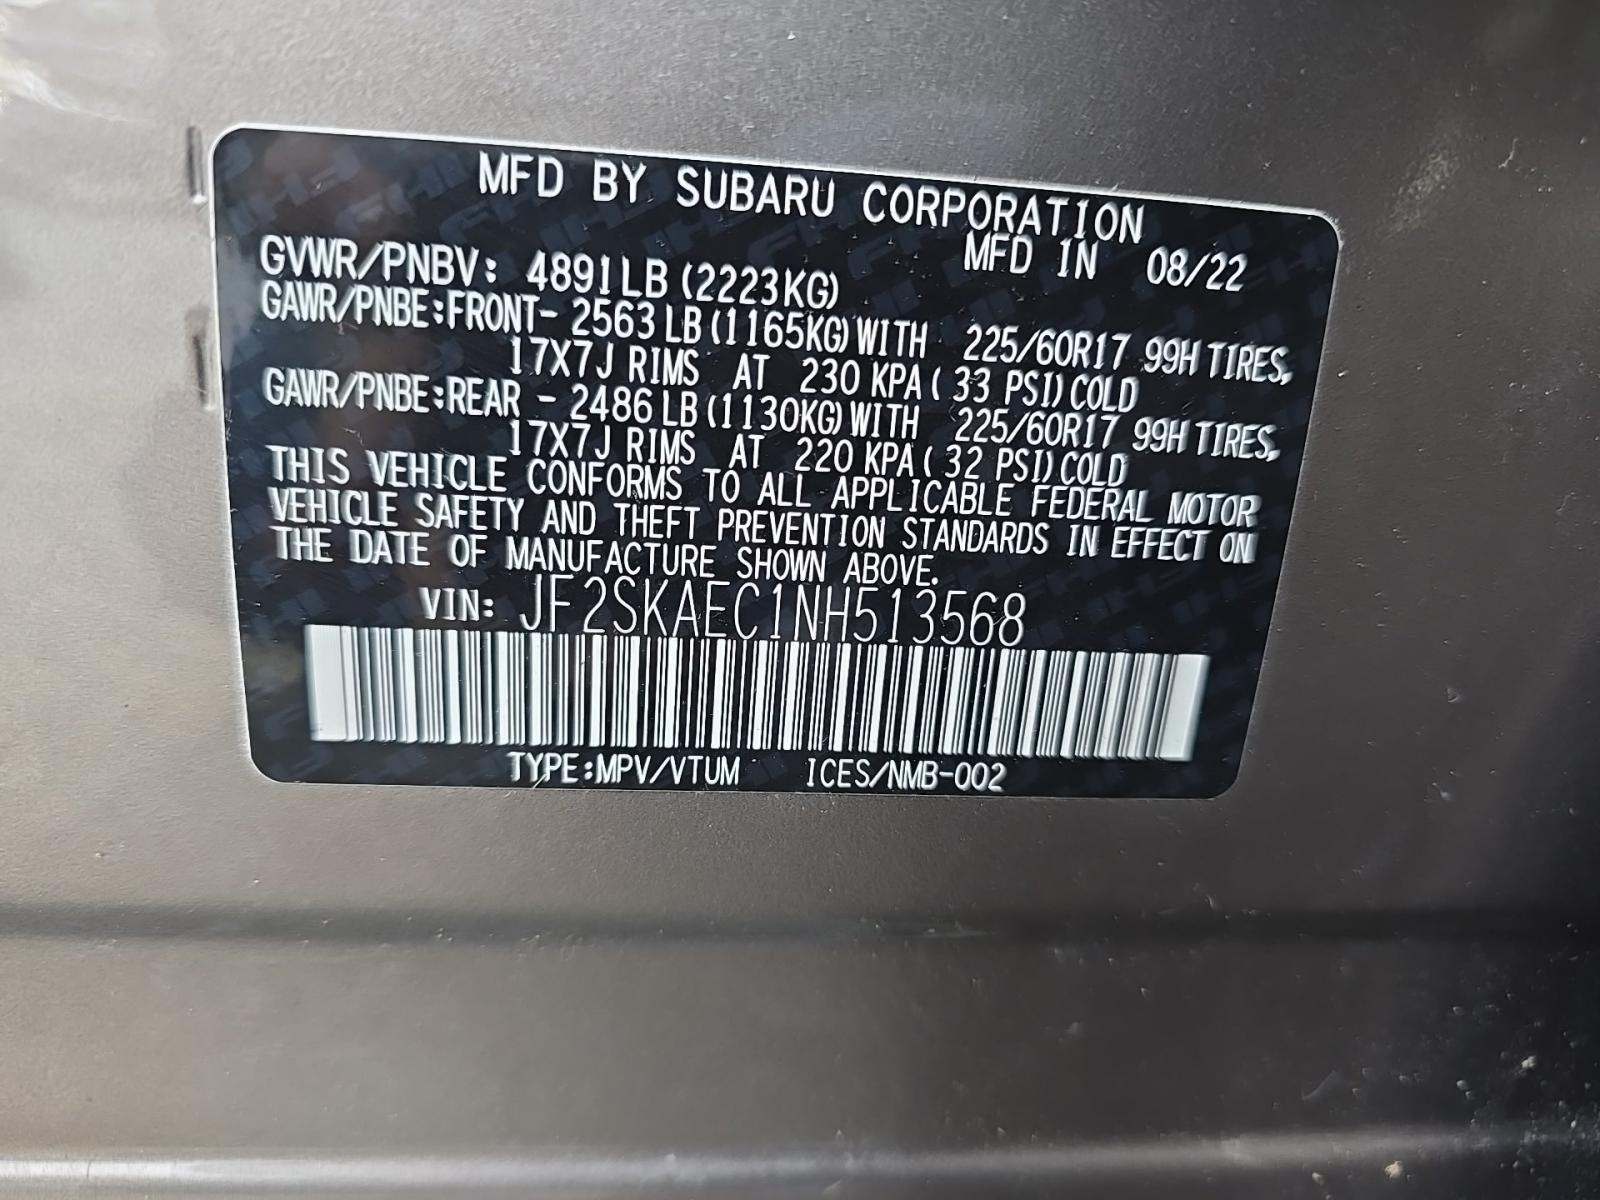 MFD BY SUBARU CORPORATION
MFD IN 08/22
GVWR/PNBV: 4891LB (2223KG)
GAWR/PNBE:FRONT- 2563 LB (1165KG) WITH 225/60R17 99H TIRES,
17X7J RIMS AT 230 KPA ( 33 PSI) COLD
GAWR/PNBE:REAR - 2486 LB (1130KG) WITH 225/60R17 99H TIRES,
17X7J RIMS AT 220 KPA ( 32 PSI) COLD
THIS VEHICLE CONFORMS TO ALL APPLICABLE FEDERAL MOTOR
VEHICLE SAFETY AND THEFT PREVENTION STANDARDS IN EFFECT ON
THE DATE OF MANUFACTURE SHOWN ABOVE.
VIN: JF2SKAEC1NH513568
TYPE:MPV/VTUM ICES/NMB-002